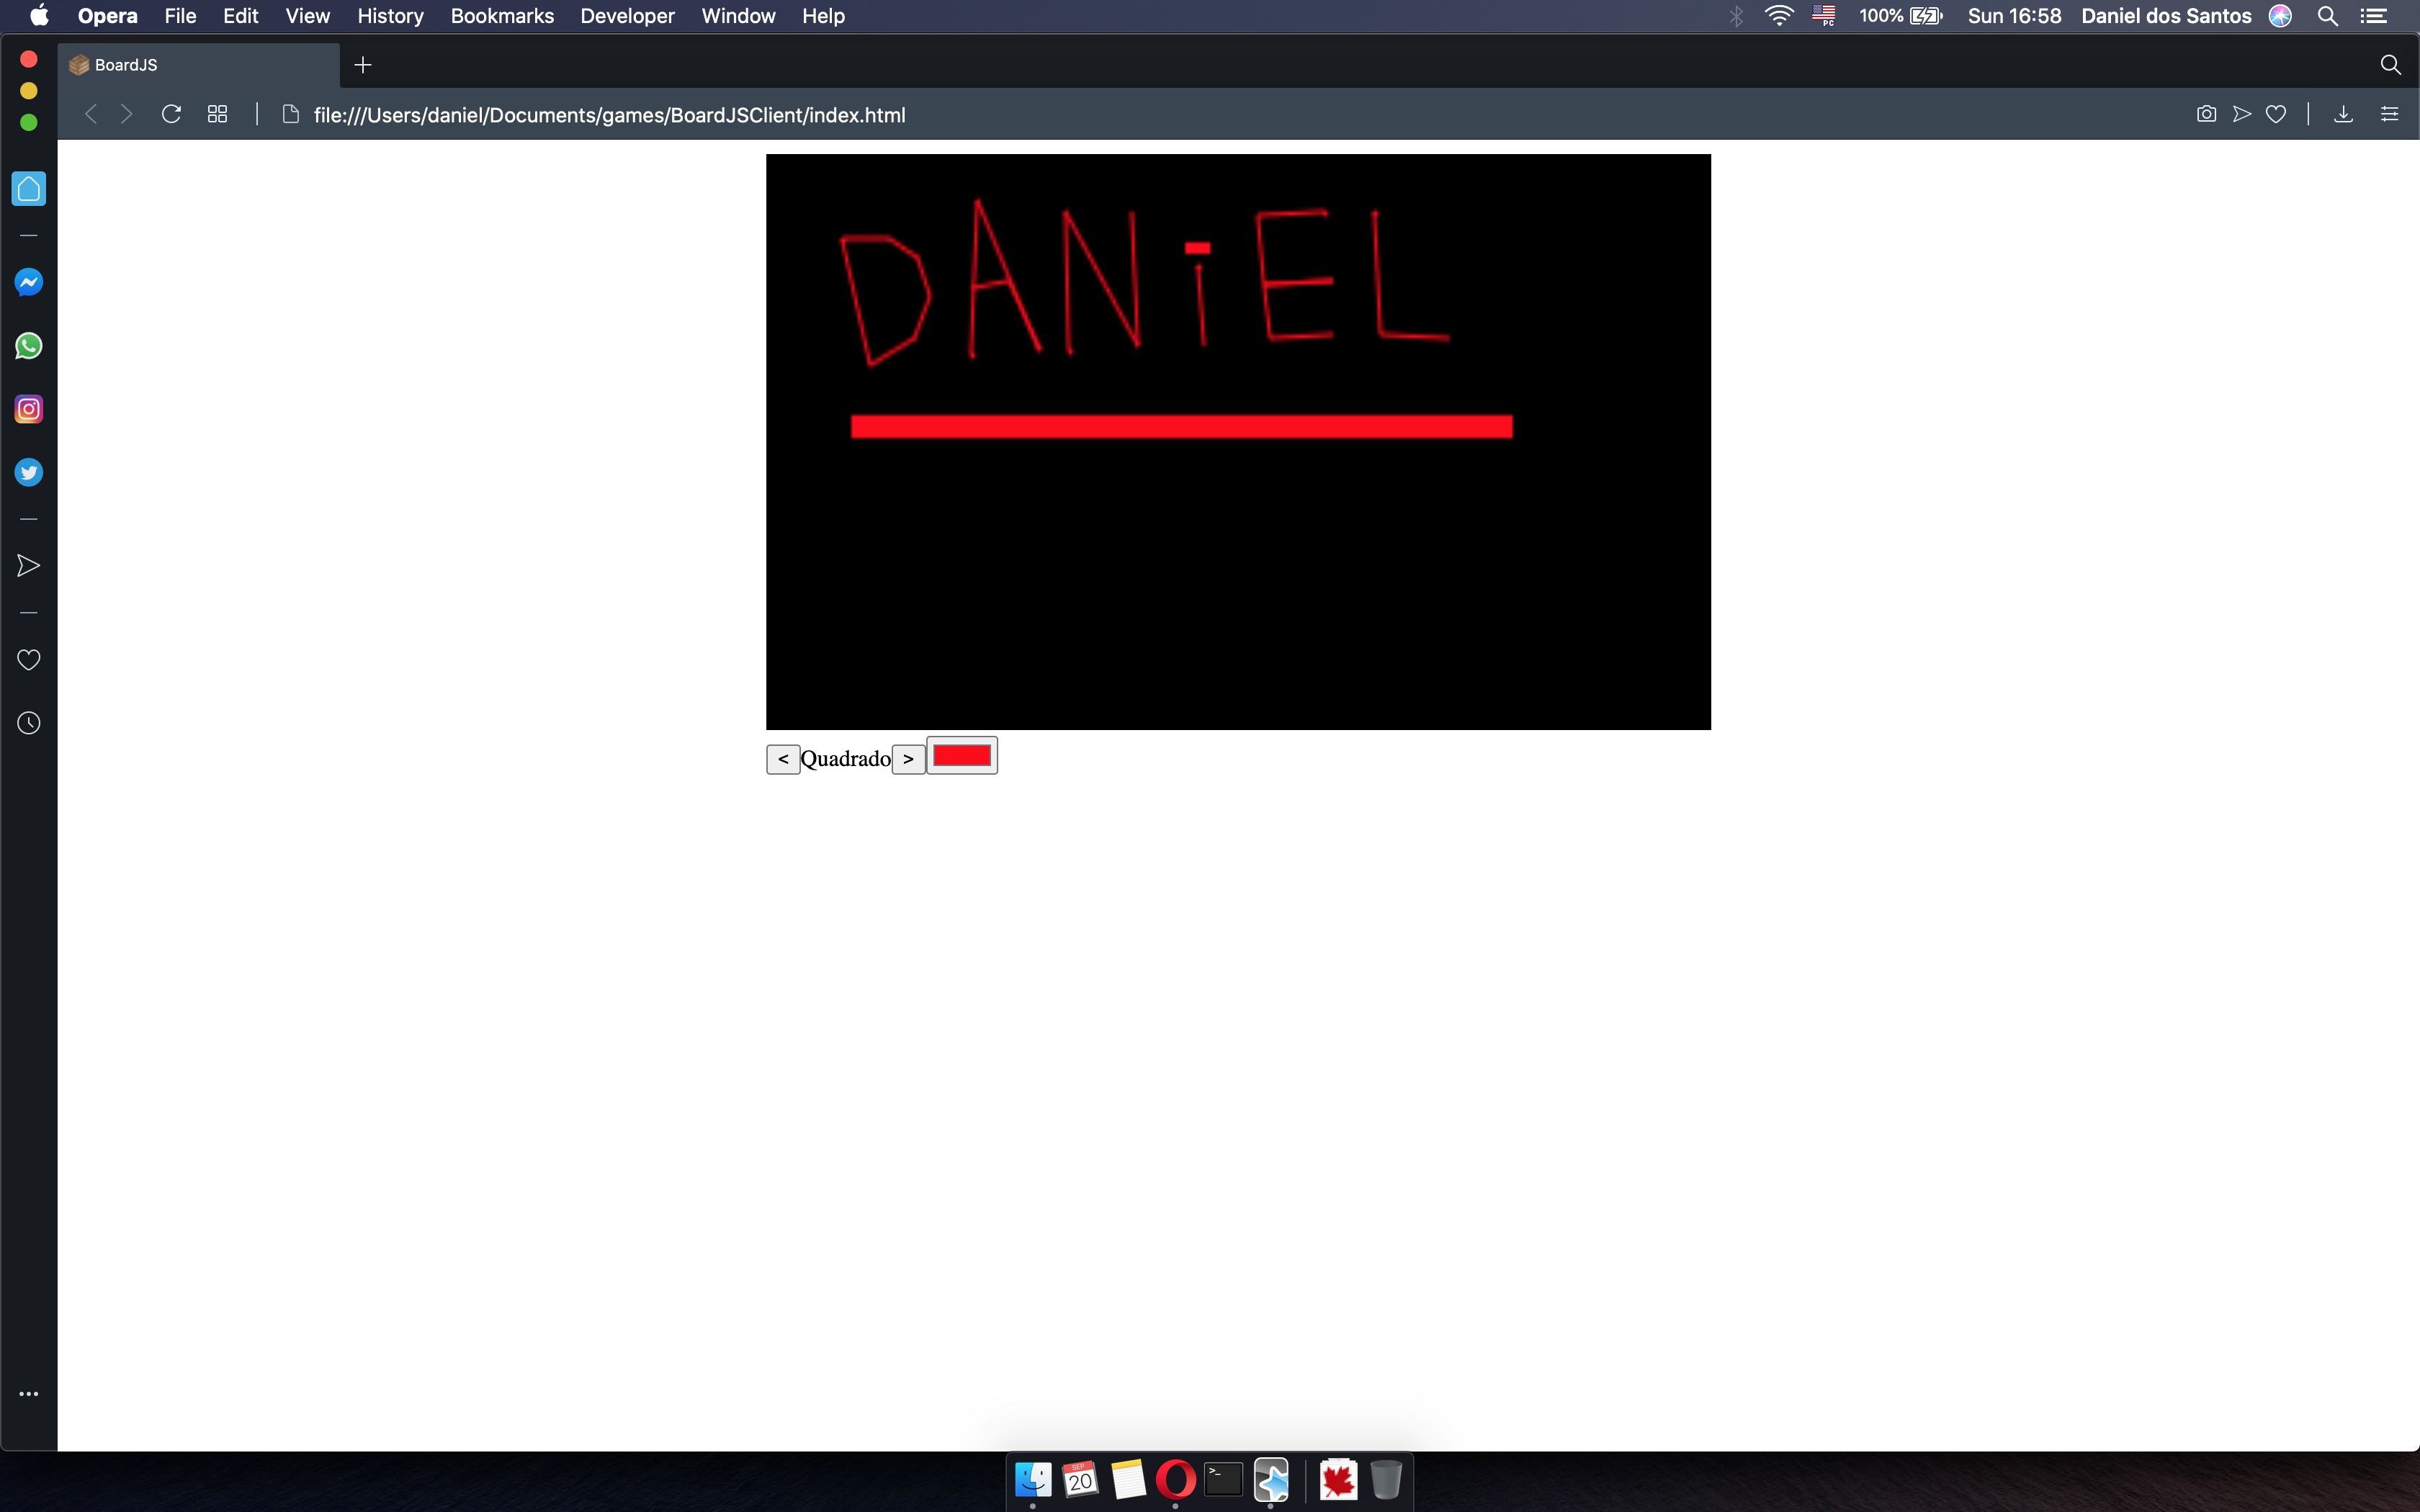 Opera File Edit View History Bookmarks Developer Window Help PC 100% Sun 16:58 Daniel dos Santos
BoardJS
file:///Users/daniel/Documents/games/BoardJSClient/index.html
DANiEL
< Quadrado >
SEP
20
>_